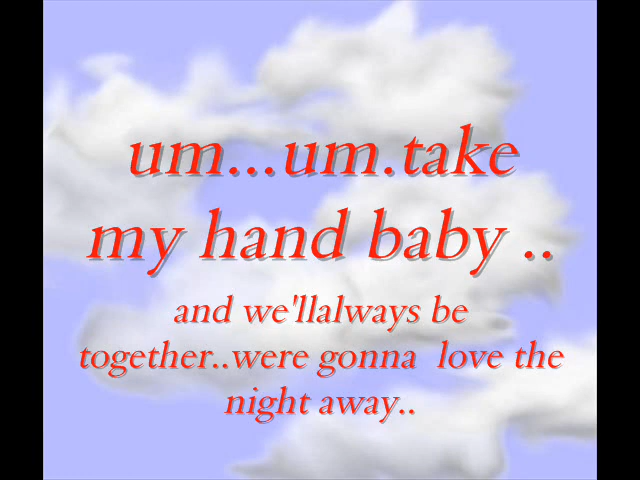 um...um.take
my hand baby ..
and we'llalways be
together..were gonna  love the
night away..